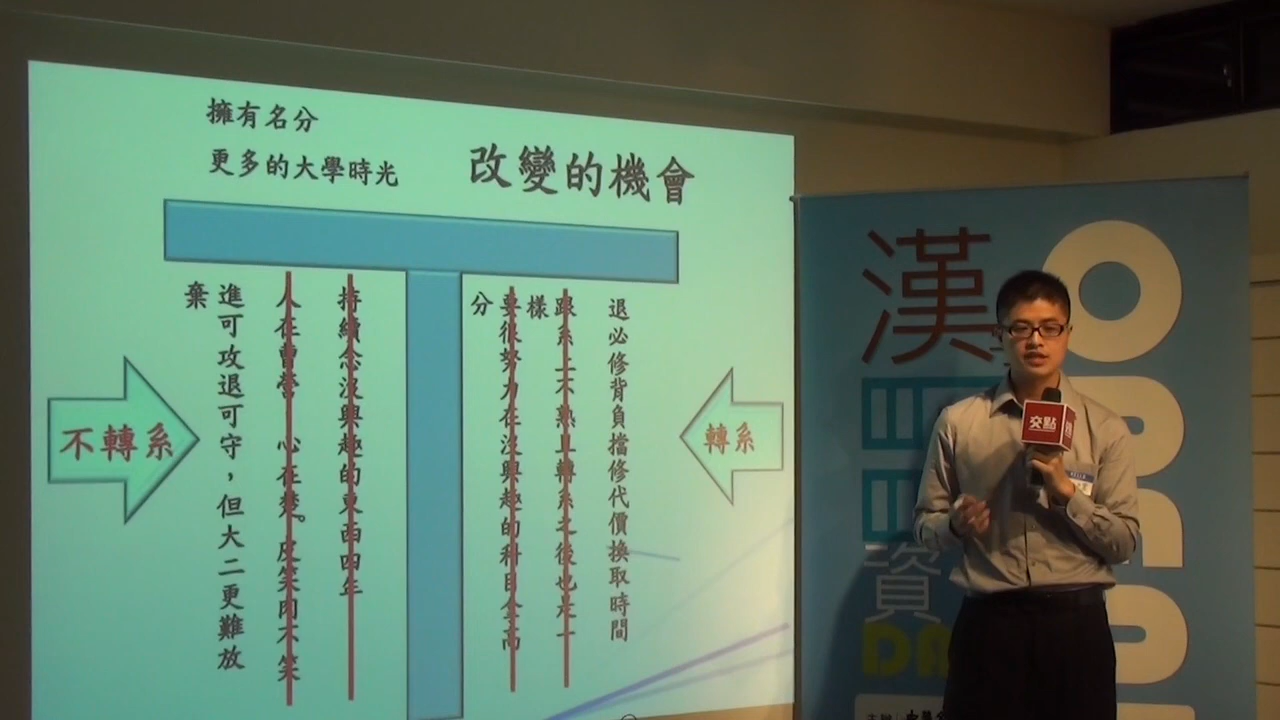 擁有名分
更多的大學時光
改變的機會
不轉系
進可攻退可守，但大二更難放
棄
人在曹營 心在楚。皮笑肉不笑
持續念沒興趣的東西四年
退必修背負擋修代價換取時間
跟系上不熟且轉系之後也是一
樣
要很努力在沒興趣的科目拿高
分
轉系
漢
資
DA
交點